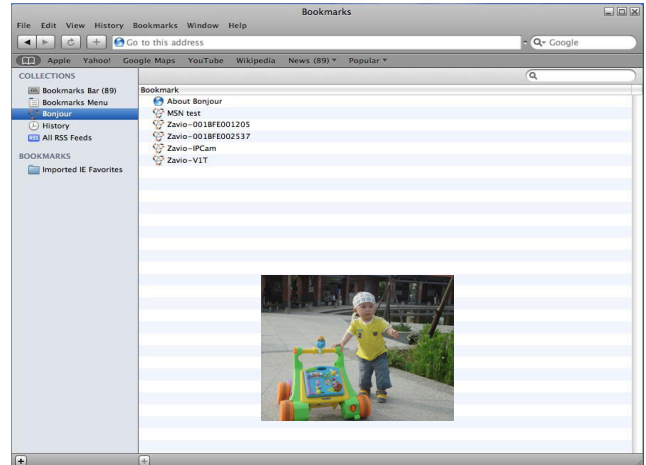 Bookmarks
File Edit View History Bookmarks Window Help
Go to this address
Google
Apple Yahoo! Google Maps YouTube Wikipedia News (89) Popular
COLLECTIONS
Bookmarks Bar (89)
Bookmarks Menu
Bonjour
History
All RSS Feeds
BOOKMARKS
Imported IE Favorites
Bookmark
About Bonjour
MSN test
Zavio-001BFE001205
Zavio-001BFE002537
Zavio-IPCam
Zavio-V1T